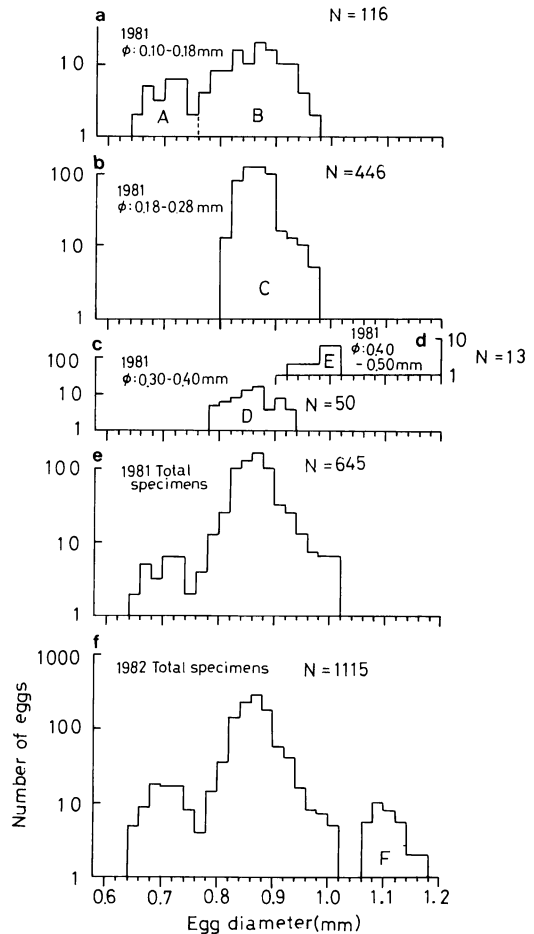 a
N = 116
1981
ϕ: 0.10-0.18mm
10
1
A
B
b
N =446
1981
ϕ: 0.18-0.28 mm
100
10
1
C
c
1981
ϕ: 0.30-0.40mm
100
10
1
D
N = 50
d
1981
ϕ: 0.40
- 0.50mm
E
10
1
N = 13
e
1981 Total
specimens
N = 645
100
10
1
f
1982 Total specimens
N = 1115
1000
100
10
1
F
Number of eggs
0.6 0.7 0.8 0.9 1.0 1.1 1.2
Egg diameter(mm)